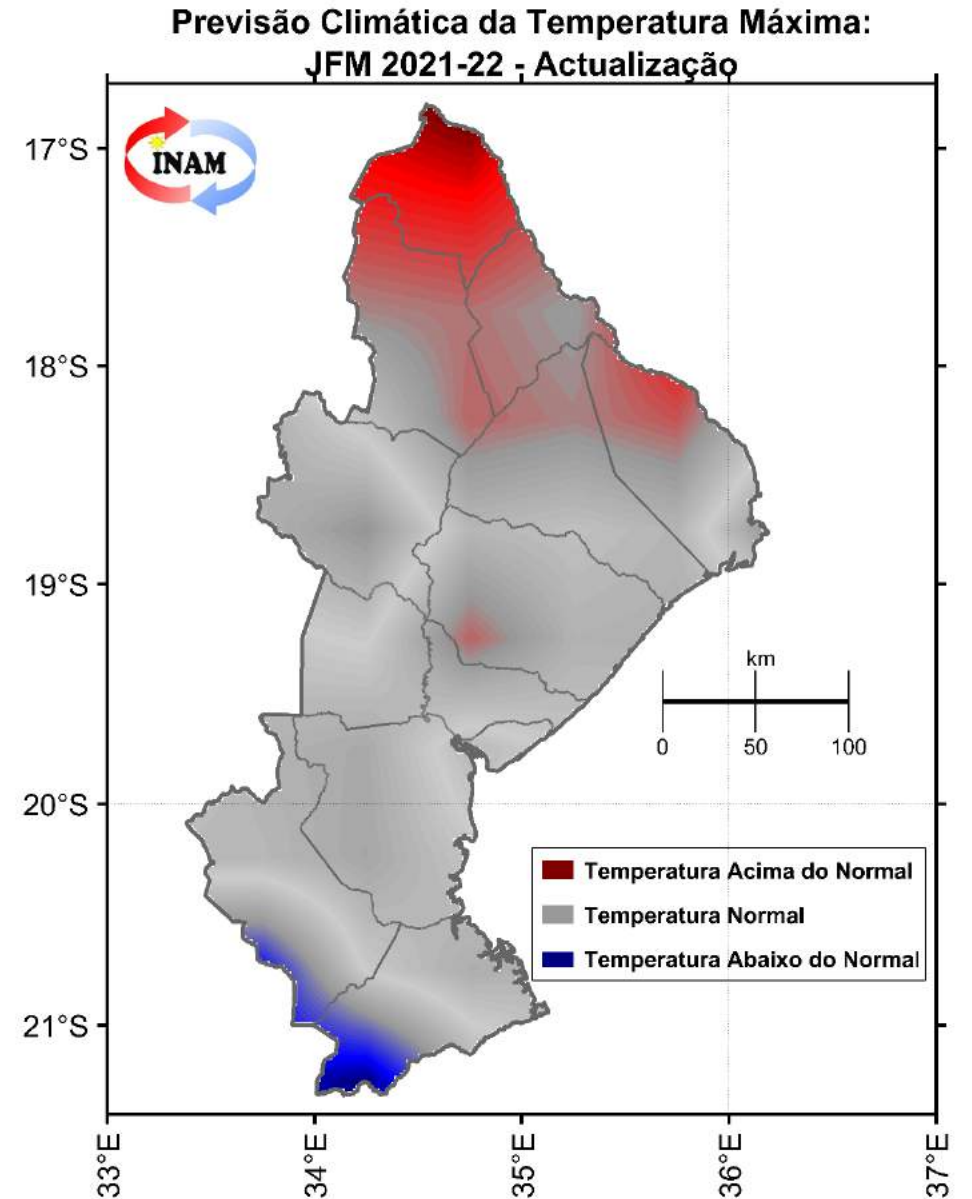 Previsão Climática da Temperatura Máxima:
JFM 2021-22 - Actualização
INAM
17°S
18°S
19°S
20°S
21°S
km
0 50 100
Temperatura Acima do Normal
Temperatura Normal
Temperatura Abaixo do Normal
33°E 34°E 35°E 36°E 37°E